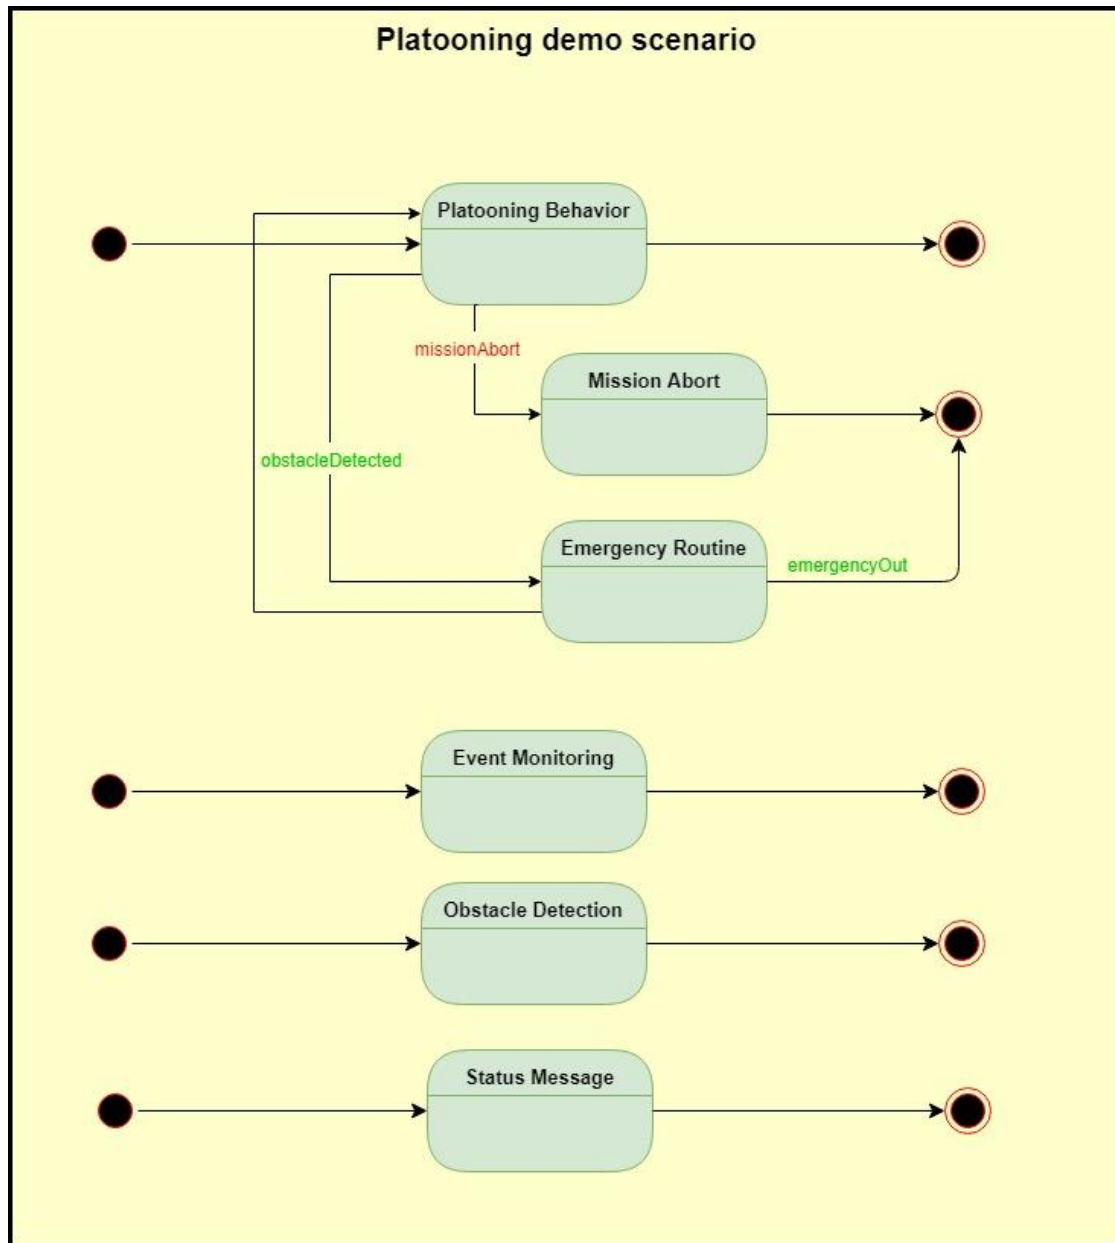 Platooning demo scenario
Platooning Behavior
missionAbort
Mission Abort
obstacleDetected
Emergency Routine
emergencyOut
Event Monitoring
Obstacle Detection
Status Message